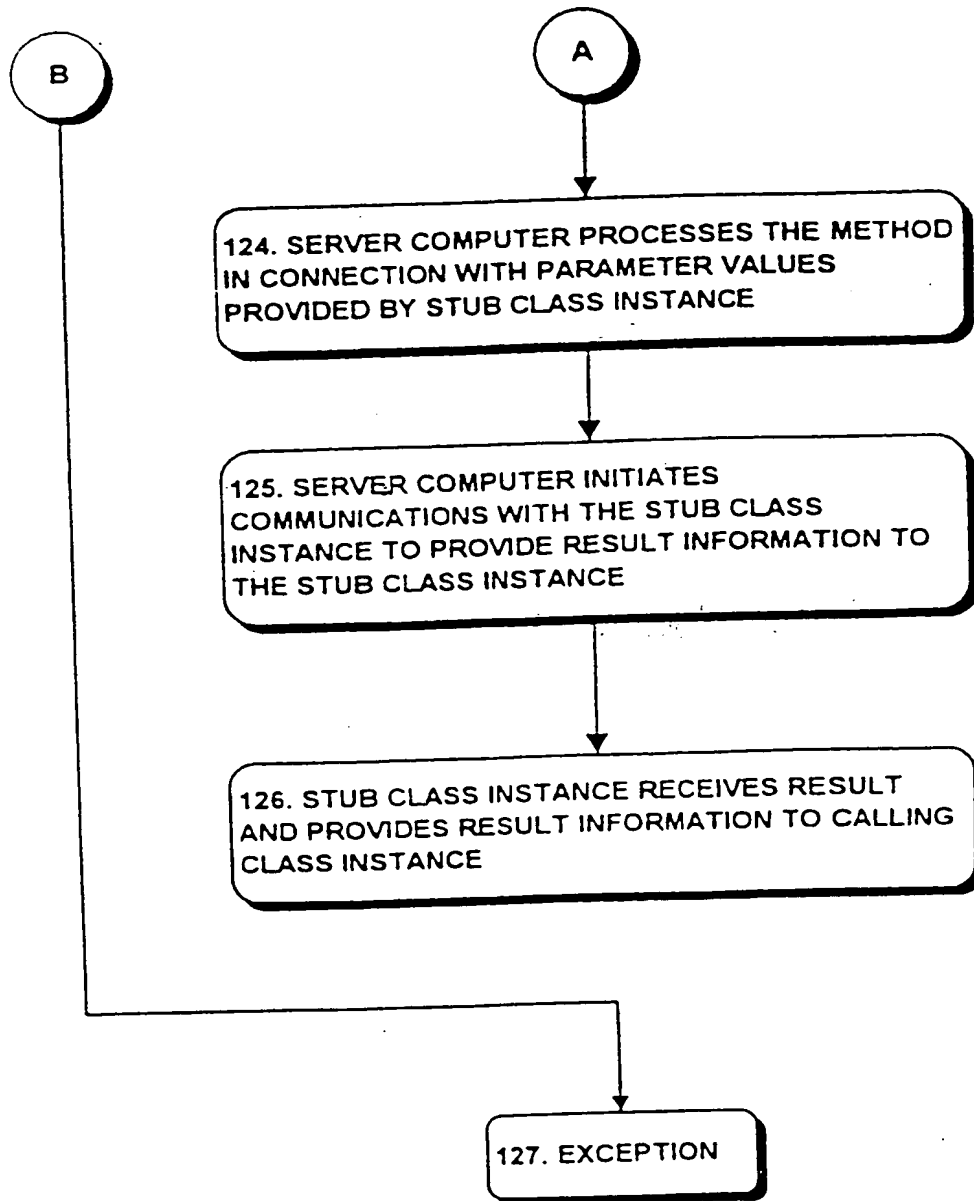 B
A
124. SERVER COMPUTER PROCESSES THE METHOD
IN CONNECTION WITH PARAMETER VALUES
PROVIDED BY STUB CLASS INSTANCE
125. SERVER COMPUTER INITIATES
COMMUNICATIONS WITH THE STUB CLASS
INSTANCE TO PROVIDE RESULT INFORMATION TO
THE STUB CLASS INSTANCE
126. STUB CLASS INSTANCE RECEIVES RESULT
AND PROVIDES RESULT INFORMATION TO CALLING
CLASS INSTANCE
127. EXCEPTION